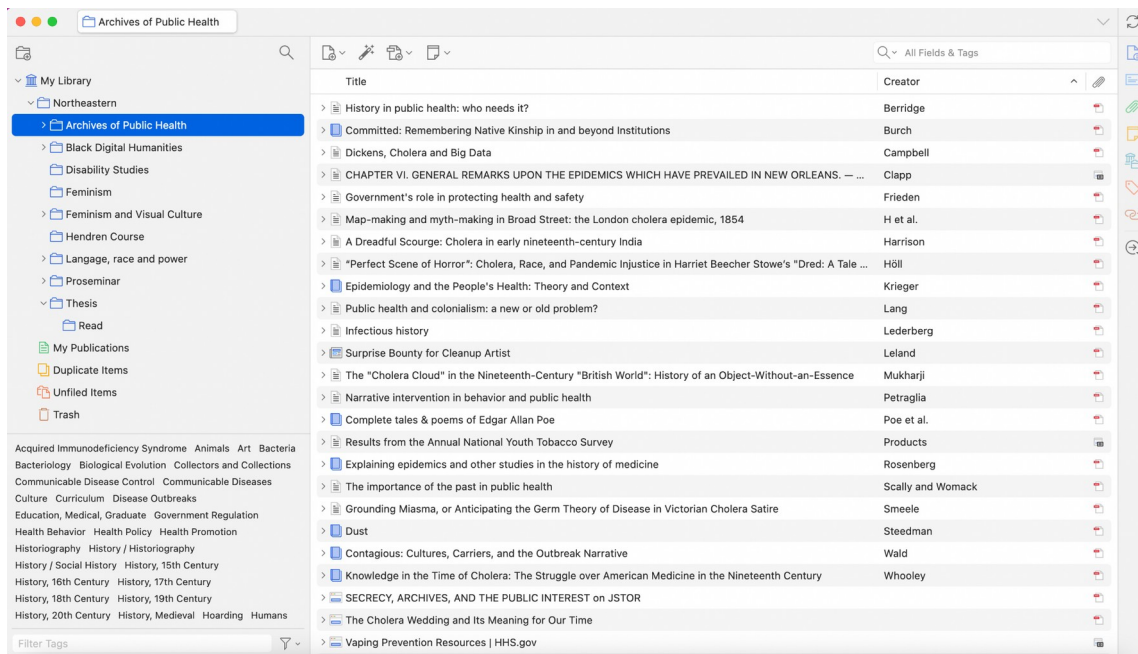 Archives of Public Health
All Fields & Tags
My Library
Northeastern
Archives of Public Health
Black Digital Humanities
Disability Studies
Feminism
Feminism and Visual Culture
Hendren Course
Langage, race and power
Proseminar
Thesis
Read
My Publications
Duplicate Items
Unfiled Items
Trash
Acquired Immunodeficiency Syndrome Animals Art Bacteria
Bacteriology Biological Evolution Collectors and Collections
Communicable Disease Control Communicable Diseases
Culture Curriculum Disease Outbreaks
Education, Medical, Graduate Government Regulation
Health Behavior Health Policy Health Promotion
Historiography History / Historiography
History / Social History History, 15th Century
History, 16th Century History, 17th Century
History, 18th Century History, 19th Century
History, 20th Century History, Medieval Hoarding Humans
Filter Tags
Title Creator
History in public health: who needs it? Berridge
Committed: Remembering Native Kinship in and beyond Institutions Burch
Dickens, Cholera and Big Data Campbell
CHAPTER VI. GENERAL REMARKS UPON THE EPIDEMICS WHICH HAVE PREVAILED IN NEW ORLEANS. — ... Clapp
Government's role in protecting health and safety Frieden
Map-making and myth-making in Broad Street: the London cholera epidemic, 1854 H et al.
A Dreadful Scourge: Cholera in early nineteenth-century India Harrison
“Perfect Scene of Horror”: Cholera, Race, and Pandemic Injustice in Harriet Beecher Stowe’s "Dred: A Tale ... Höll
Epidemiology and the People's Health: Theory and Context Krieger
Public health and colonialism: a new or old problem? Lang
Infectious history Lederberg
Surprise Bounty for Cleanup Artist Leland
The "Cholera Cloud" in the Nineteenth-Century "British World": History of an Object-Without-an-Essence Mukharji
Narrative intervention in behavior and public health Petraglia
Complete tales & poems of Edgar Allan Poe Poe et al.
Results from the Annual National Youth Tobacco Survey Products
Explaining epidemics and other studies in the history of medicine Rosenberg
The importance of the past in public health Scally and Womack
Grounding Miasma, or Anticipating the Germ Theory of Disease in Victorian Cholera Satire Smeele
Dust Steedman
Contagious: Cultures, Carriers, and the Outbreak Narrative Wald
Knowledge in the Time of Cholera: The Struggle over American Medicine in the Nineteenth Century Whooley
SECRECY, ARCHIVES, AND THE PUBLIC INTEREST on JSTOR
The Cholera Wedding and Its Meaning for Our Time
Vaping Prevention Resources | HHS.gov